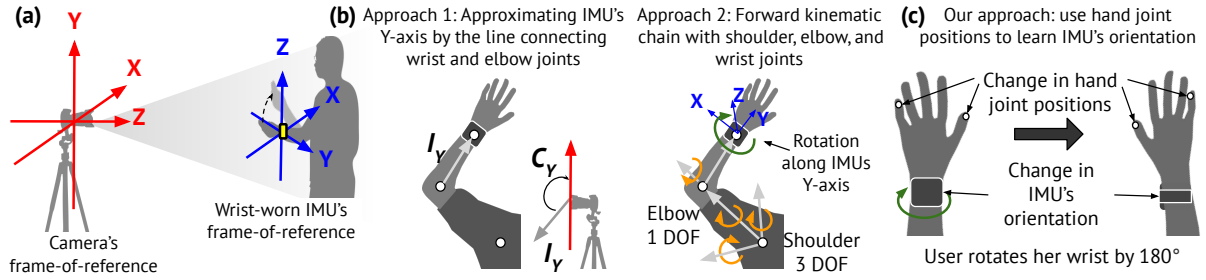 (a)
Y
X
Z
Camera's
frame-of-reference
Z
X
Y
Wrist-worn IMU's
frame-of-reference
(b)
Approach 1: Approximating IMU's
Y-axis by the line connecting
wrist and elbow joints
I_Y
C_Y
I_Y
Approach 2: Forward kinematic
chain with shoulder, elbow, and
wrist joints
X
Z
Y
Rotation
along IMUs
Y-axis
Elbow
1 DOF
Shoulder
3 DOF
(c)
Our approach: use hand joint
positions to learn IMU's orientation
Change in hand
joint positions
Change in
IMU's
orientation
User rotates her wrist by 180°